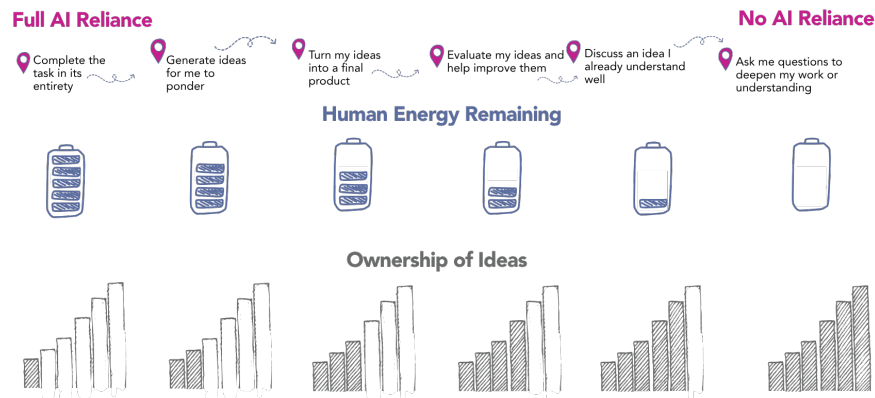 Full AI Reliance
No AI Reliance
Complete the
task in its
entirety
Generate ideas
for me to
ponder
Turn my ideas
into a final
product
Evaluate my ideas and
help improve them
Discuss an idea I
already understand
well
Ask me questions to
deepen my work or
understanding
Human Energy Remaining
Ownership of Ideas